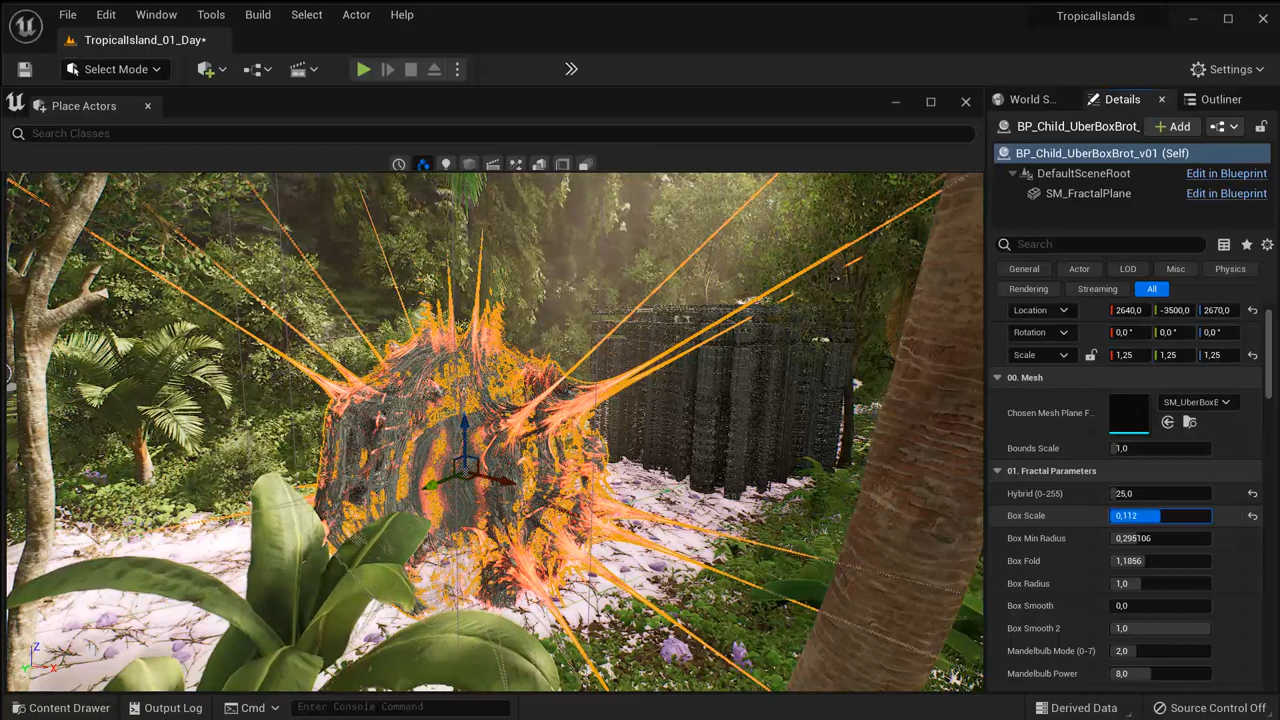 File Edit Window Tools Build Select Actor Help
TropicalIslands
TropicalIsland_01_Day*
Select Mode
Settings
Place Actors
World S...
Details
Outliner
Search Classes
BP_Child_UberBoxBrot_
Add
BP_Child_UberBoxBrot_v01 (Self)
DefaultSceneRoot
Edit in Blueprint
SM_FractalPlane
Edit in Blueprint
Search
General Actor LOD Misc Physics
Rendering Streaming All
Location 2640,0 -3500,0 2670,0
Rotation 0,0 ° 0,0 ° 0,0 °
Scale 1,25 1,25 1,25
00. Mesh
Chosen Mesh Plane F... SM_UberBoxE
Bounds Scale 1,0
01. Fractal Parameters
Hybrid (0-255) 25,0
Box Scale 0,112
Box Min Radius 0,295106
Box Fold 1,1856
Box Radius 1,0
Box Smooth 0,0
Box Smooth 2 1,0
Mandelbulb Mode (0-7) 2,0
Mandelbulb Power 8,0
Z
X
Content Drawer Output Log Cmd Enter Console Command Derived Data Source Control Off